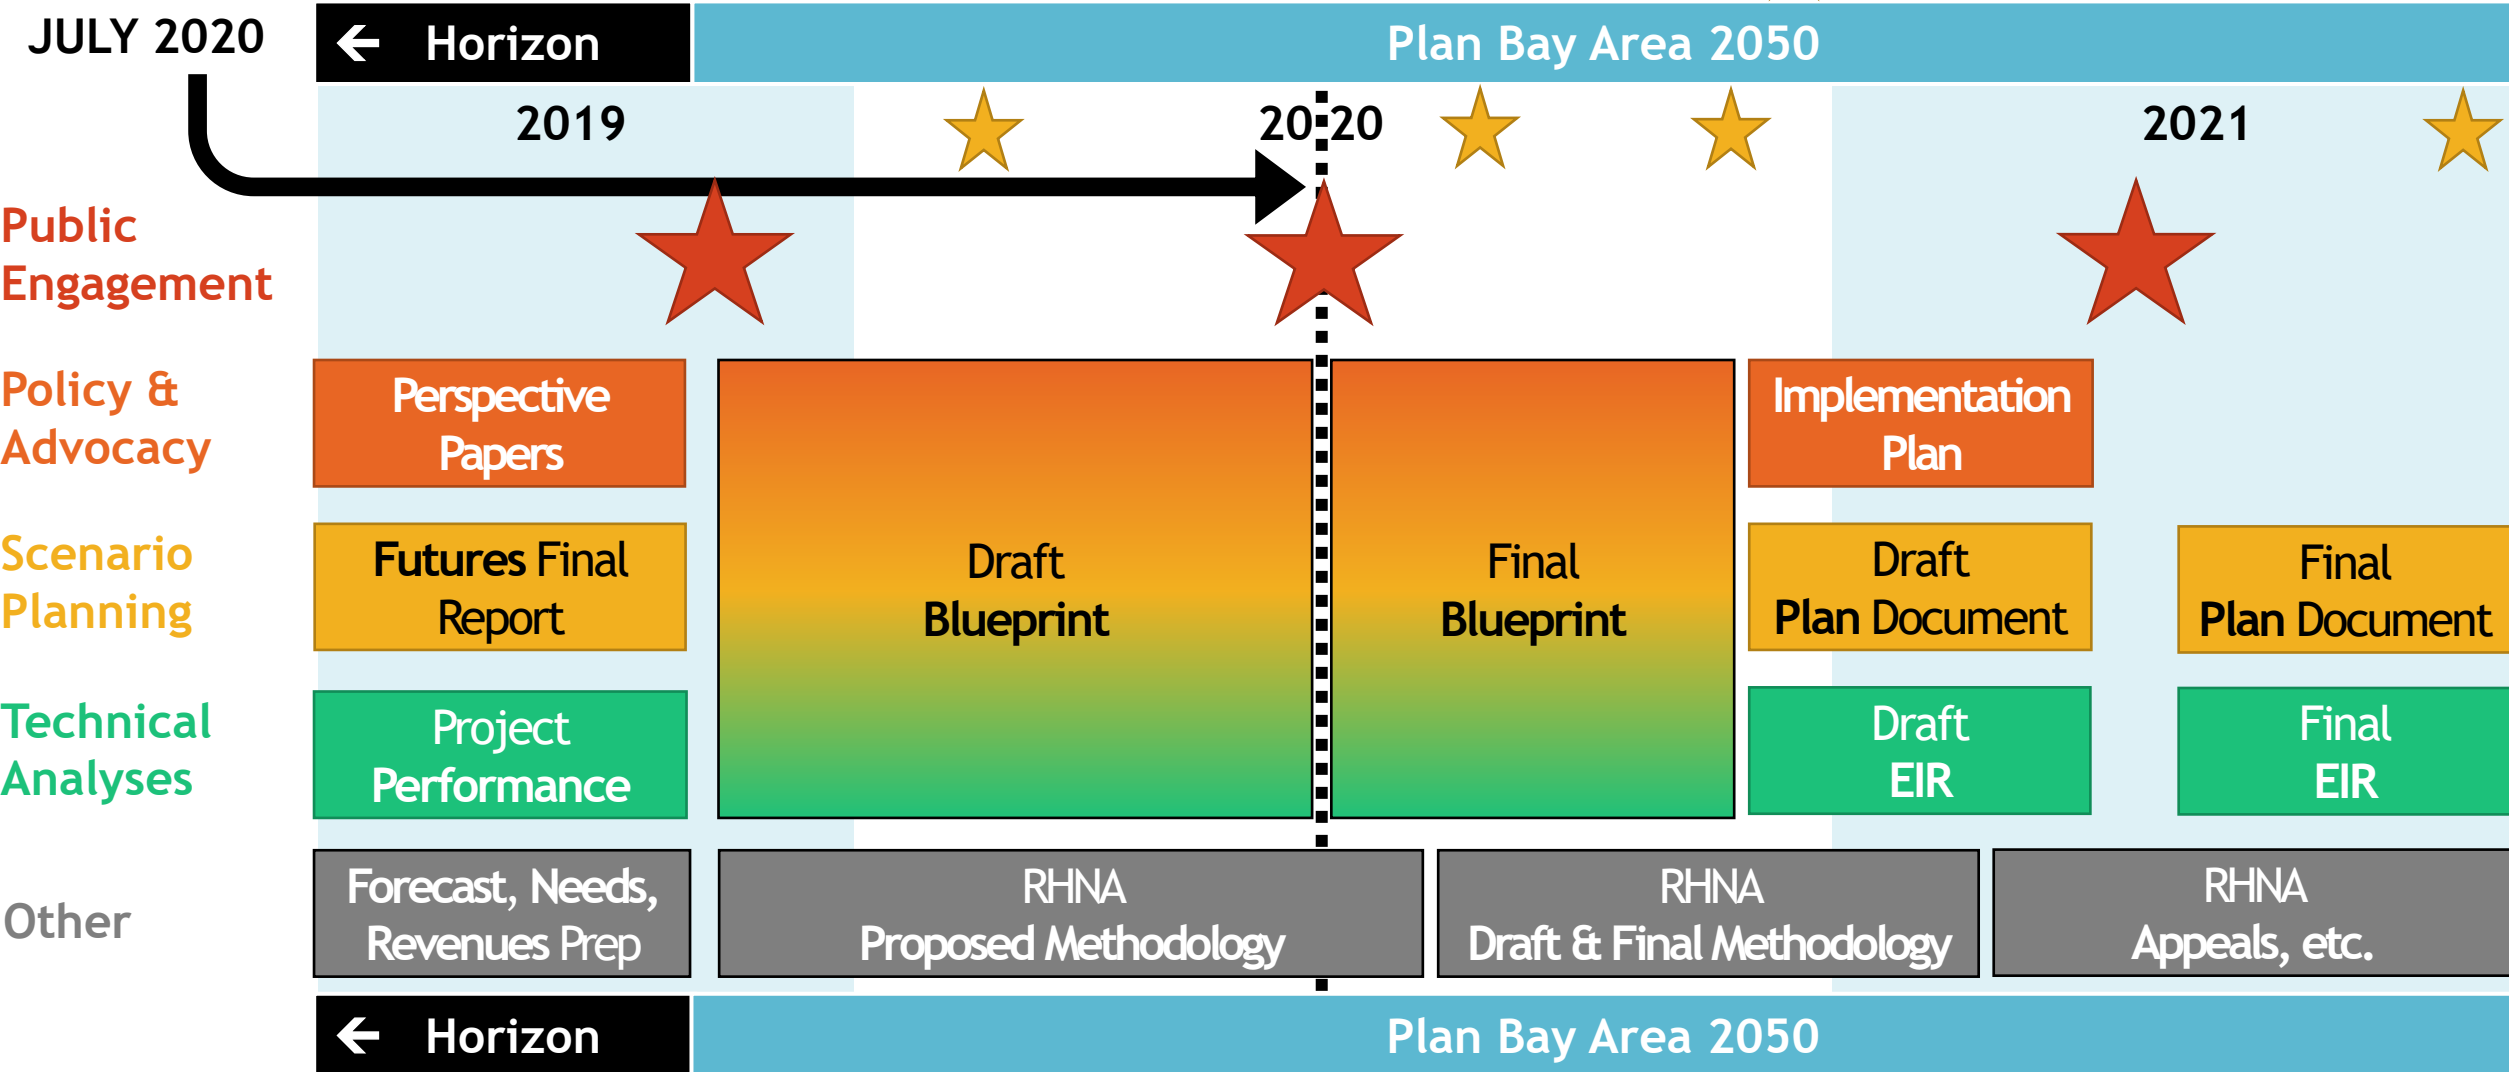 JULY 2020
← Horizon
Plan Bay Area 2050
2019
2020
2021
Public
Engagement
Policy &
Advocacy
Perspective
Papers
Implementation
Plan
Scenario
Planning
Futures Final
Report
Draft
Blueprint
Final
Blueprint
Draft
Plan Document
Final
Plan Document
Technical
Analyses
Project
Performance
Draft
EIR
Final
EIR
Other
Forecast, Needs,
Revenues Prep
RHNA
Proposed Methodology
RHNA
Draft & Final Methodology
RHNA
Appeals, etc.
← Horizon
Plan Bay Area 2050